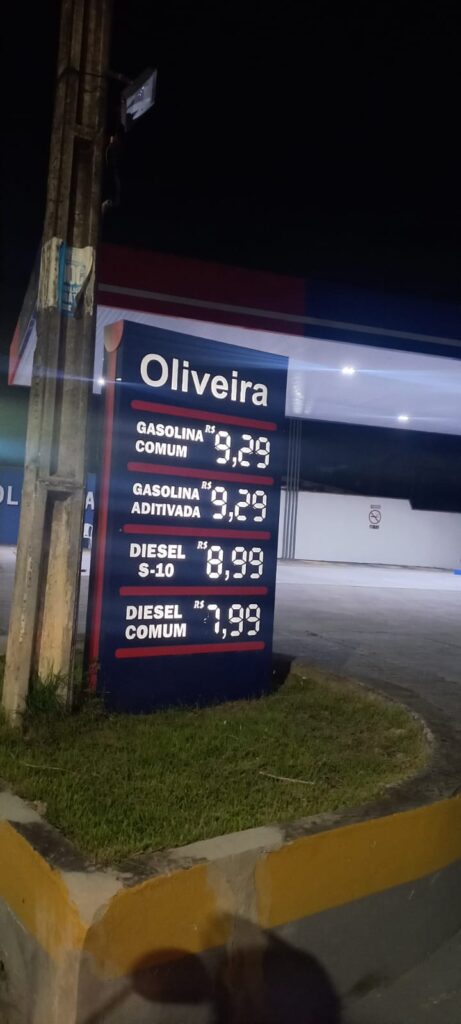 Oliveira
GASOLINA R$ 9,29
COMUM
GASOLINA R$ 9,29
ADITIVADA
DIESEL R$ 8,99
S-10
DIESEL R$ 7,99
COMUM